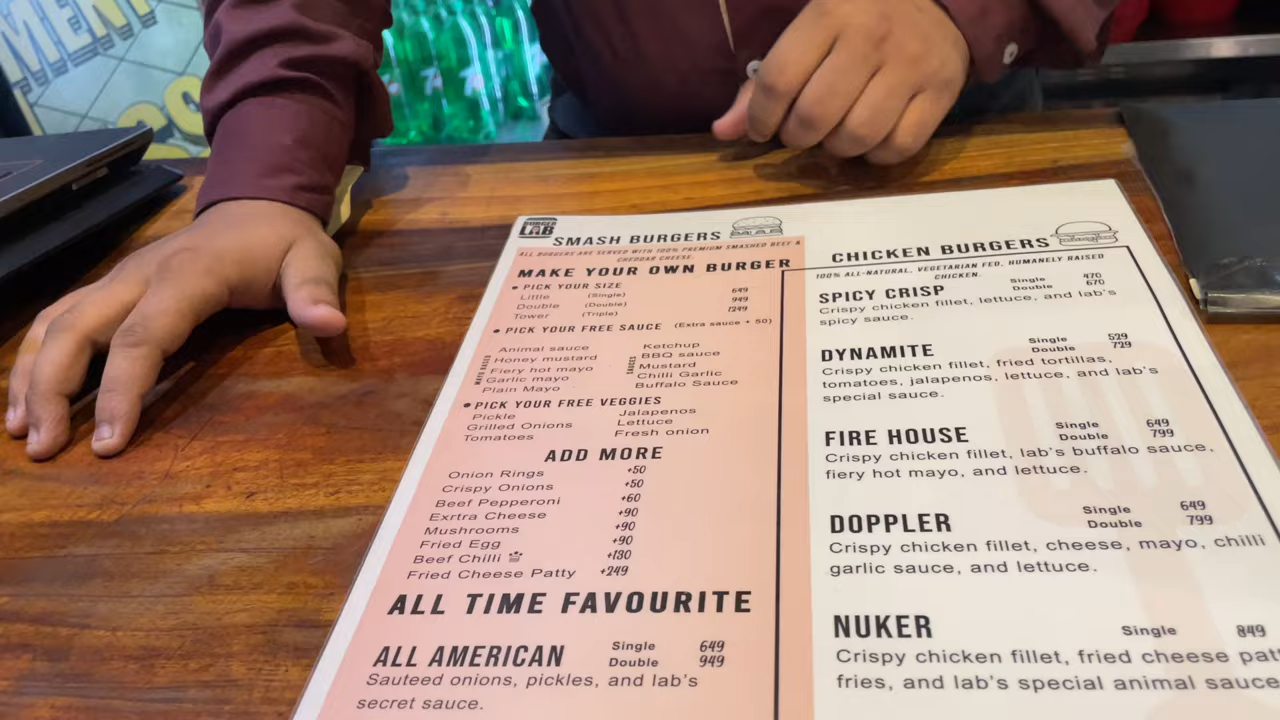 MENT
CO
7
BURGER
LAB
SMASH BURGERS
ALL BURGERS ARE SERVED WITH 100% PREMIUM SMASHED BEEF &
CHEDDAR CHEESE.
MAKE YOUR OWN BURGER
• PICK YOUR SIZE
Little (Single) 649
Double (Double) 949
Tower (Triple) 1249
• PICK YOUR FREE SAUCE (Extra sauce + 50)
MAYO BASED
Animal sauce
Honey mustard
Fiery hot mayo
Garlic mayo
Plain Mayo
SAUCES
Ketchup
BBQ sauce
Mustard
Chilli Garlic
Buffalo Sauce
• PICK YOUR FREE VEGGIES
Pickle
Grilled Onions
Tomatoes
Jalapenos
Lettuce
Fresh onion
ADD MORE
Onion Rings +50
Crispy Onions +50
Beef Pepperoni +60
Exrtra Cheese +90
Mushrooms +90
Fried Egg +90
Beef Chilli +130
Fried Cheese Patty +249
ALL TIME FAVOURITE
ALL AMERICAN
Single 649
Double 949
Sauteed onions, pickles, and lab's
secret sauce.
CHICKEN BURGERS
100% ALL-NATURAL, VEGETARIAN FED, HUMANELY RAISED
CHICKEN.
SPICY CRISP
Single 470
Double 670
Crispy chicken fillet, lettuce, and lab's
spicy sauce.
DYNAMITE
Single 529
Double 729
Crispy chicken fillet, fried tortillas,
tomatoes, jalapenos, lettuce, and lab's
special sauce.
FIRE HOUSE
Single 649
Double 799
Crispy chicken fillet, lab's buffalo sauce,
fiery hot mayo, and lettuce.
DOPPLER
Single 649
Double 799
Crispy chicken fillet, cheese, mayo, chilli
garlic sauce, and lettuce.
NUKER
Single 849
Crispy chicken fillet, fried cheese pat
fries, and lab's special animal sauce